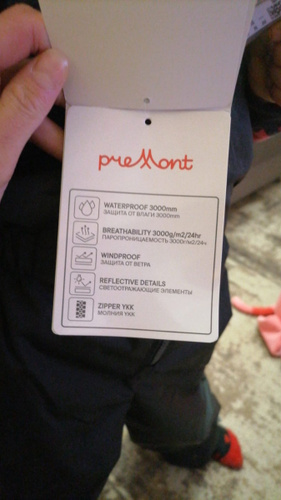 premont
WATERPROOF 3000mm
ЗАЩИТА ОТ ВЛАГИ 3000mm
BREATHABILITY 3000g/m2/24hr
ПАРОПРОНИЦАЕМОСТЬ 3000г/м2/24ч
WINDPROOF
ЗАЩИТА ОТ ВЕТРА
REFLECTIVE DETAILS
СВЕТООТРАЖАЮЩИЕ ЭЛЕМЕНТЫ
ZIPPER YKK
МОЛНИЯ YKK